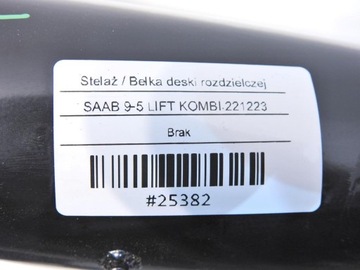 Stelaż / Belka deski rozdzielczej
SAAB 9-5 LIFT KOMBI 221223
Brak
#25382